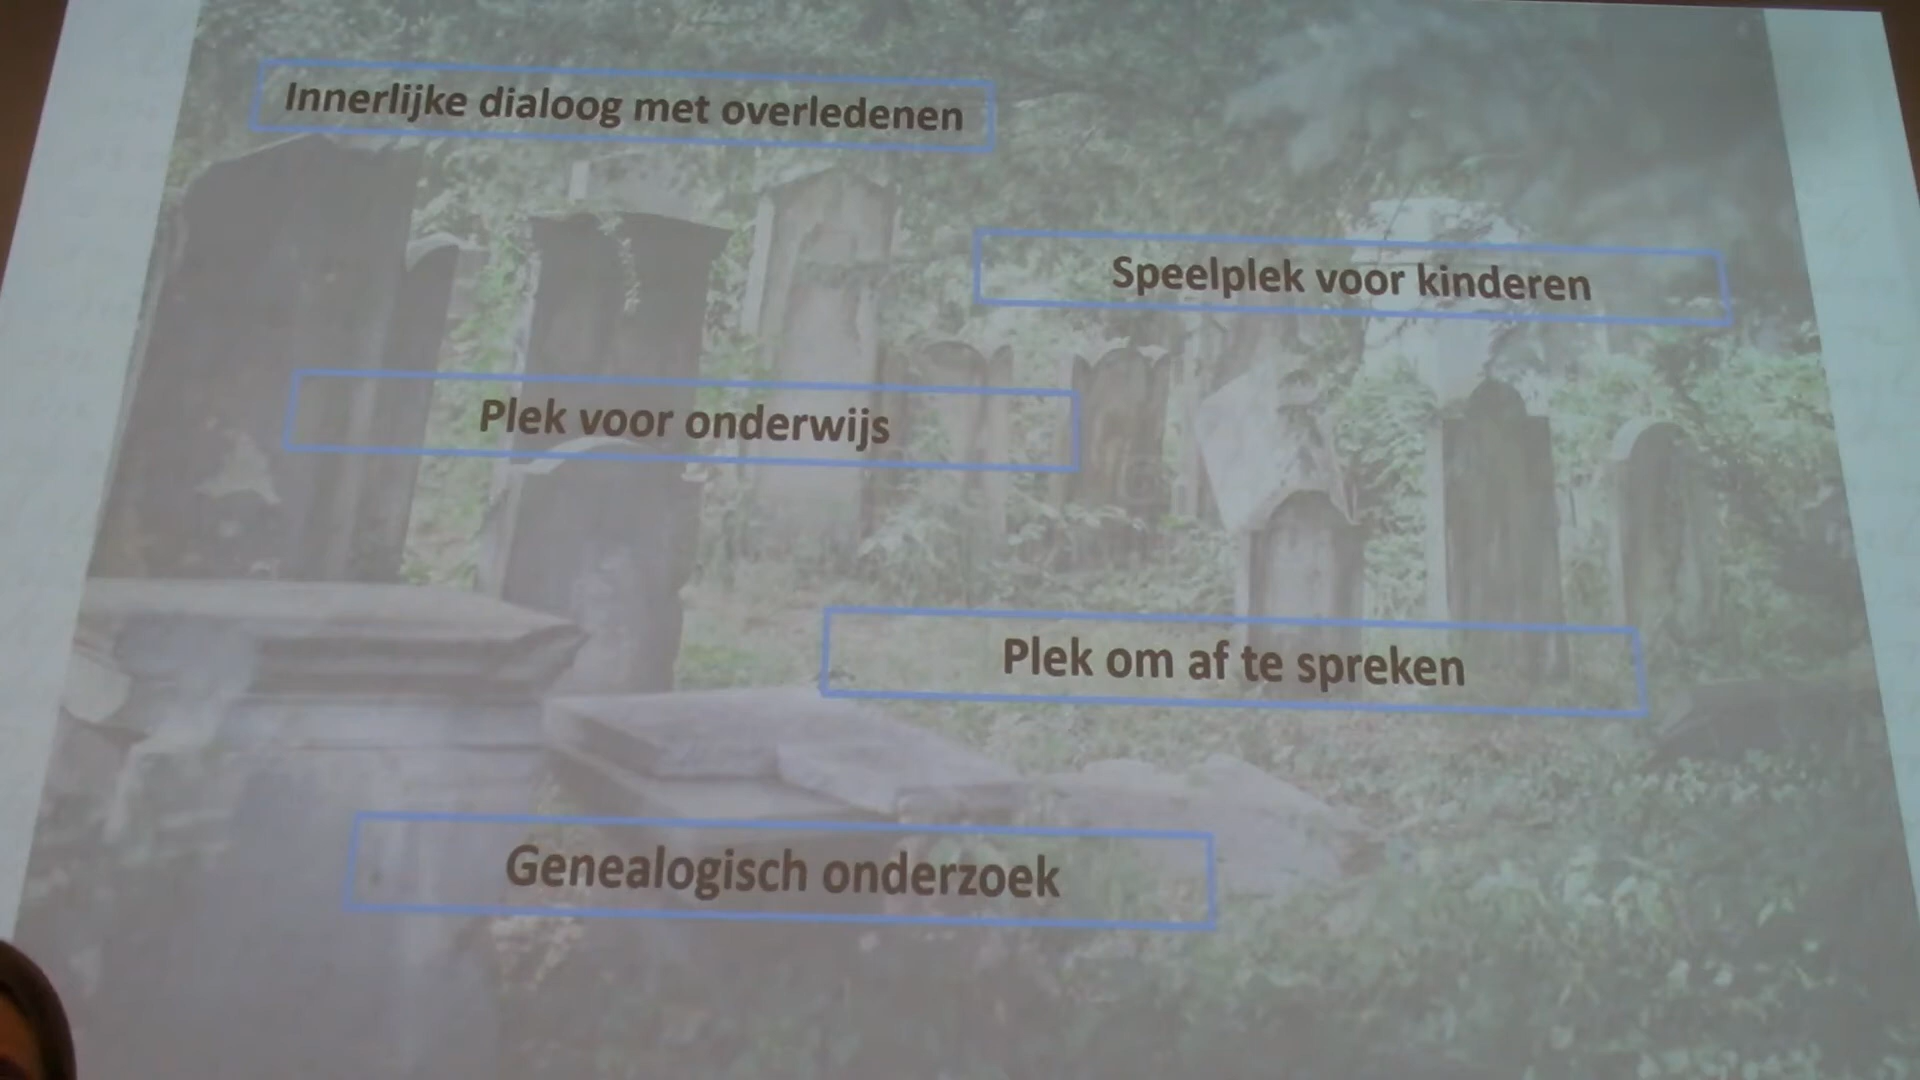 Innerlijke dialoog met overledenen
Speelplek voor kinderen
Plek voor onderwijs
Plek om af te spreken
Genealogisch onderzoek